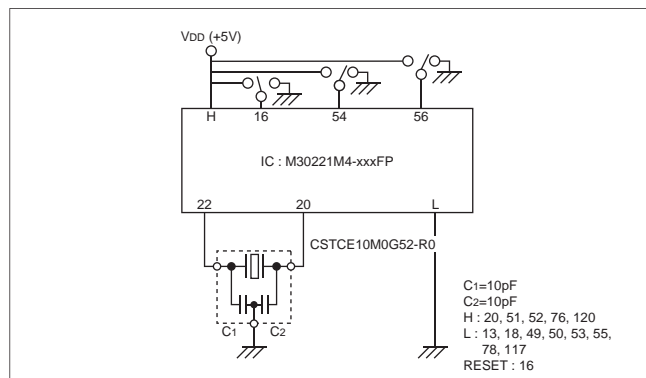 VDD (+5V)
H 16 54 56
IC : M30221M4-xxxFP
22 20 L
CSTCE10M0G52-R0
C1 C2
C1=10pF
C2=10pF
H : 20, 51, 52, 76, 120
L : 13, 18, 49, 50, 53, 55,
78, 117
RESET : 16